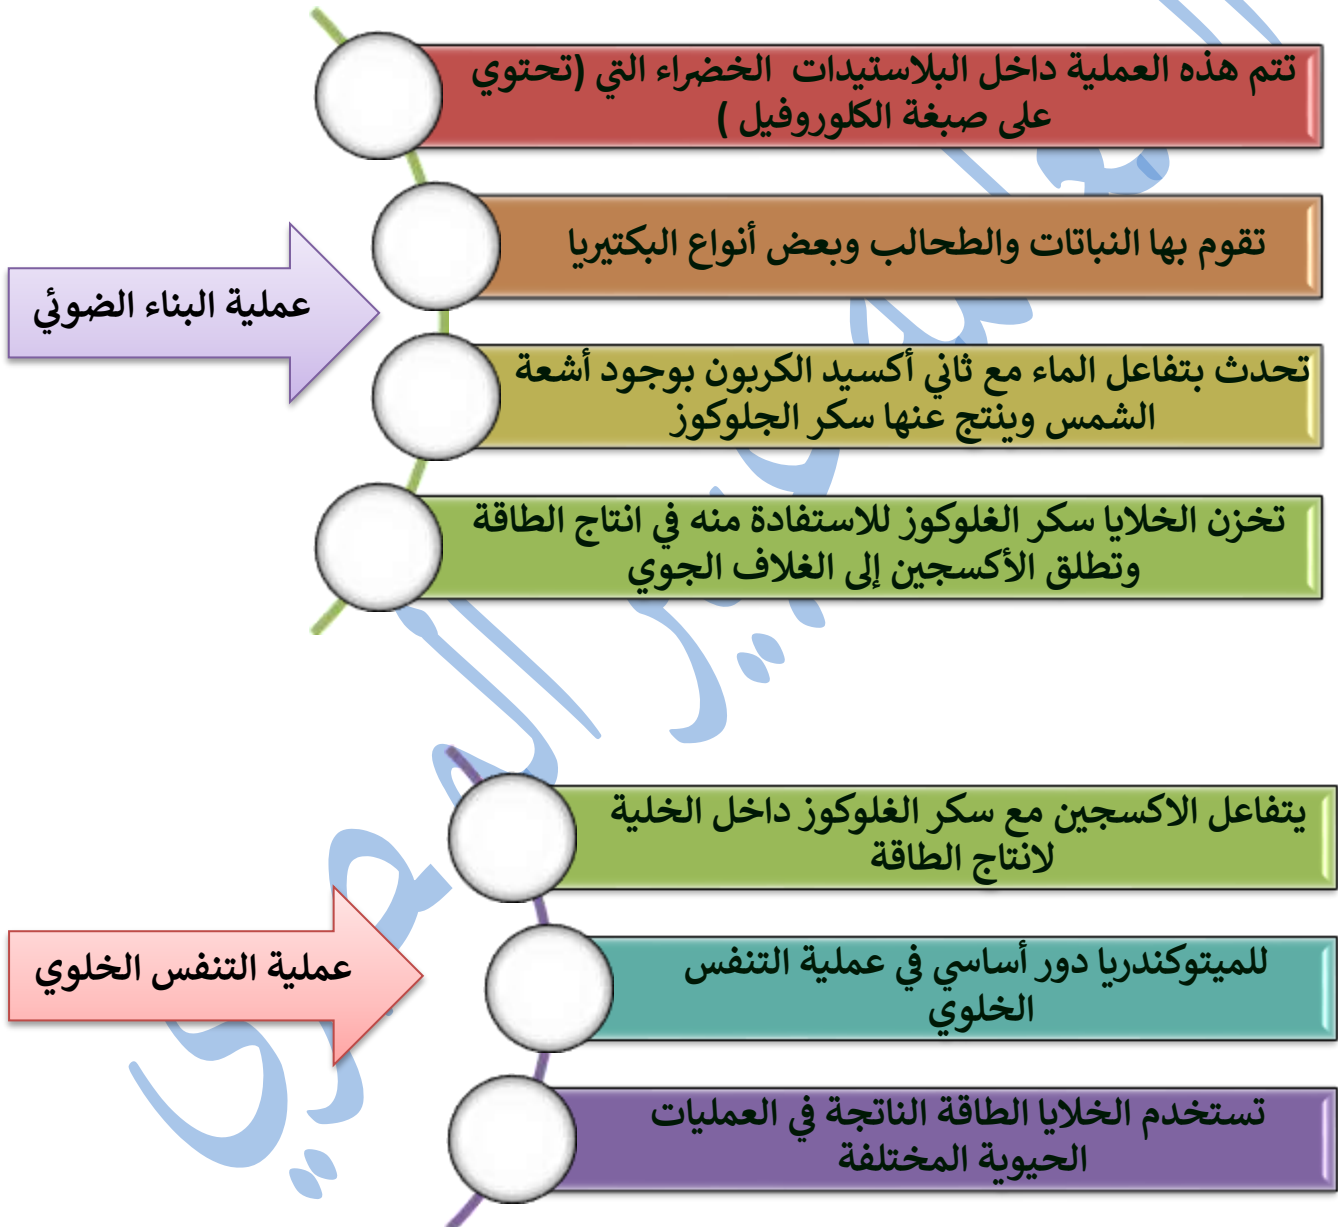 تتم هذه العملية داخل البلاستيدات الخضراء التي (تحتوي
على صبغة الكلوروفيل )
تقوم بها النباتات والطحالب وبعض أنواع البكتيريا
عملية البناء الضوئي
تحدث بتفاعل الماء مع ثاني أكسيد الكربون بوجود أشعة
الشمس وينتج عنها سكر الجلوكوز
تخزن الخلايا سكر الغلوكوز للاستفادة منه في انتاج الطاقة
وتطلق الأكسجين إلى الغلاف الجوي
يتفاعل الاكسجين مع سكر الغلوكوز داخل الخلية
لانتاج الطاقة
عملية التنفس الخلوي
للميتوكندريا دور أساسي في عملية التنفس
الخلوي
تستخدم الخلايا الطاقة الناتجة في العمليات
الحيوية المختلفة